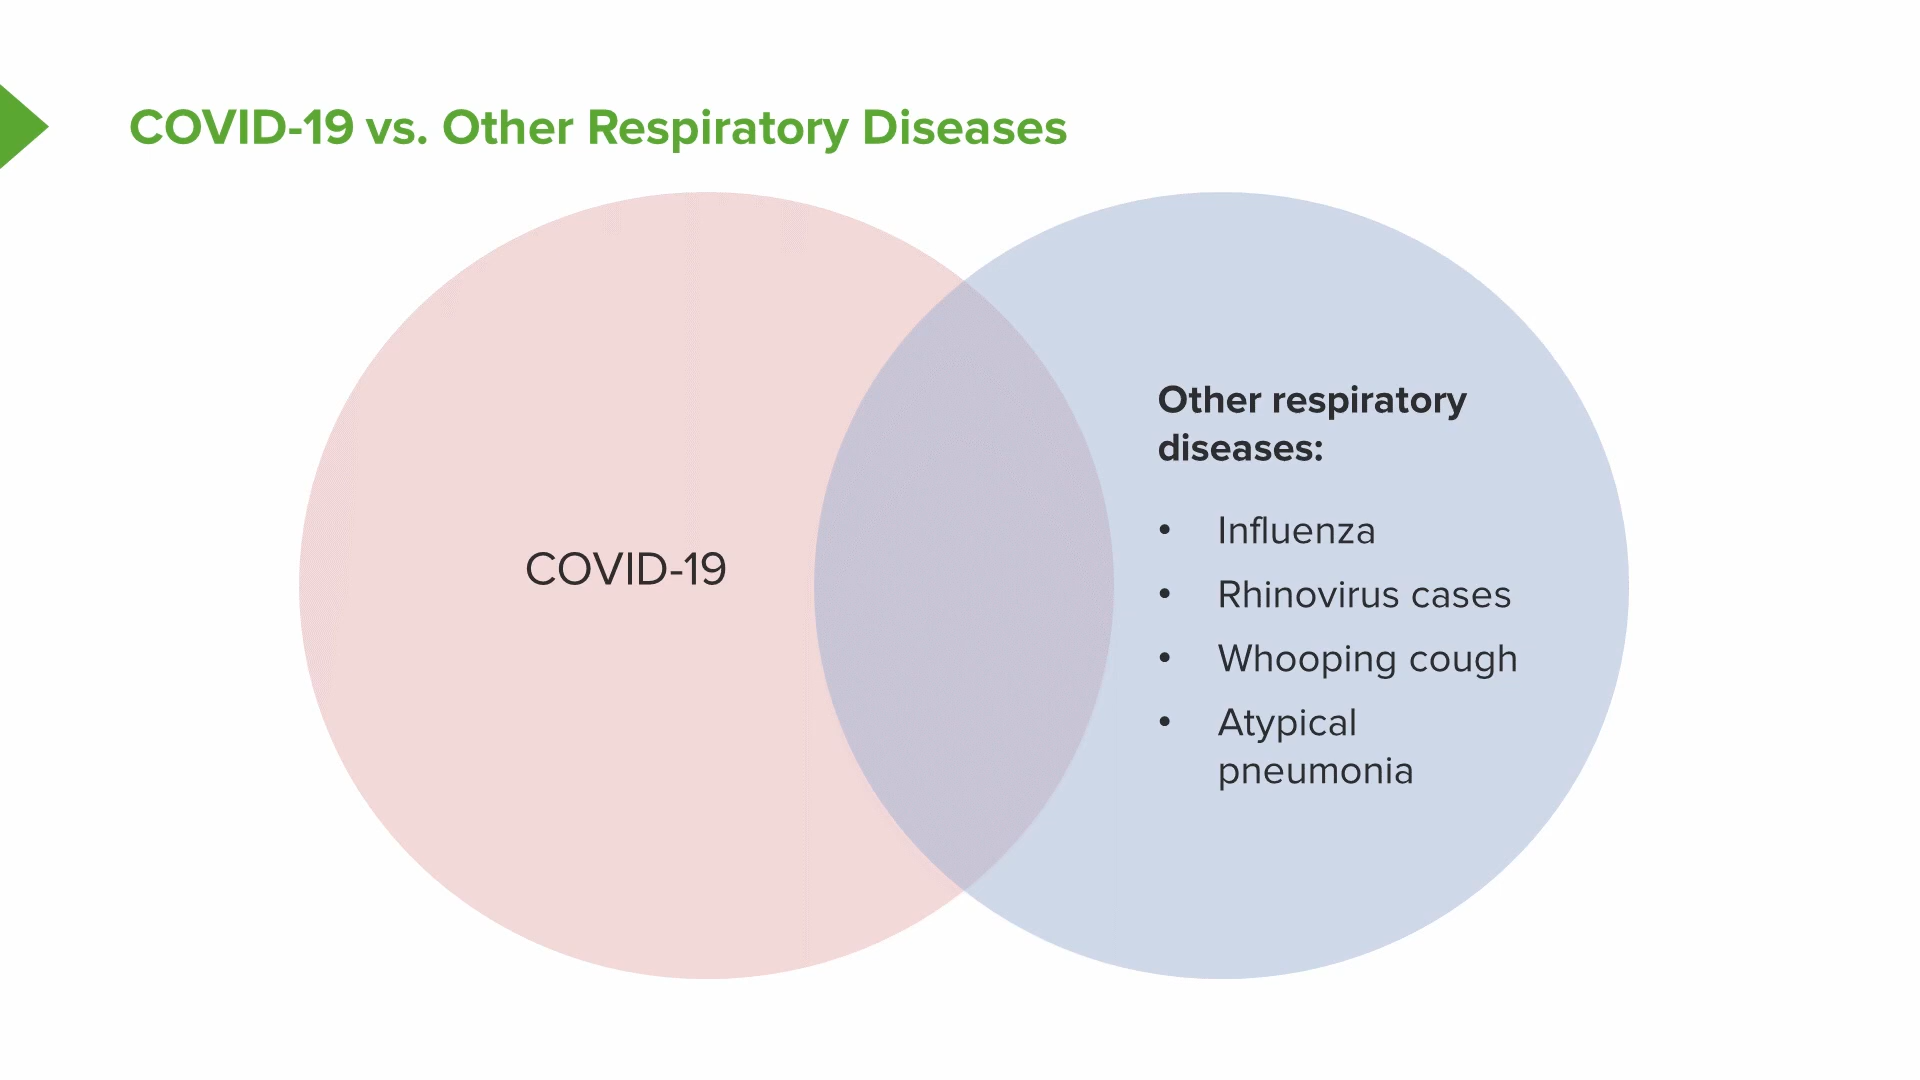 COVID-19 vs. Other Respiratory Diseases
COVID-19
Other respiratory
diseases:
• Influenza
• Rhinovirus cases
• Whooping cough
• Atypical
pneumonia